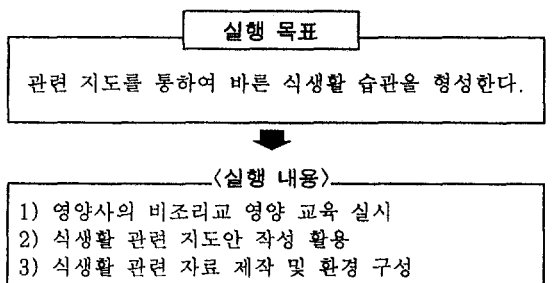 실행 목표
관련 지도를 통하여 바른 식생활 습관을 형성한다.
<실행 내용>
1) 영양사의 비조리교 영양 교육 실시
2) 식생활 관련 지도안 작성 활용
3) 식생활 관련 자료 제작 및 환경 구성